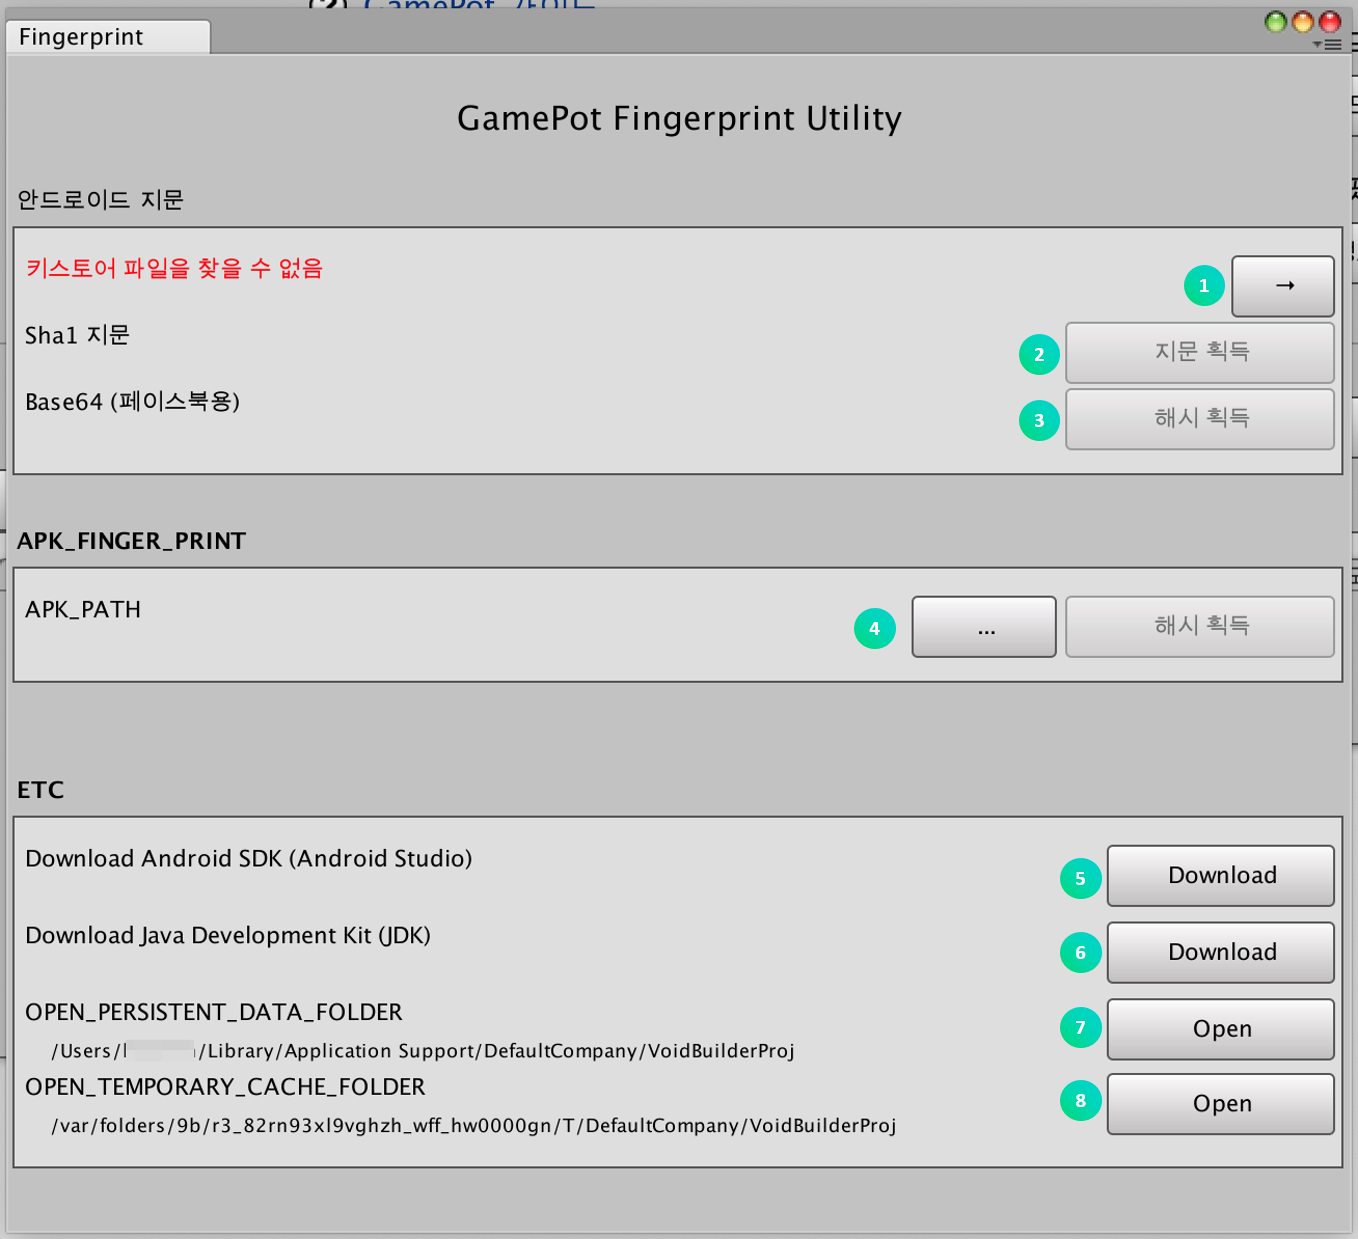 GamePot 가이드
Fingerprint
GamePot Fingerprint Utility
안드로이드 지문
키스토어 파일을 찾을 수 없음
1 →
Sha1 지문
2 지문 획득
Base64 (페이스북용)
3 해시 획득
APK_FINGER_PRINT
APK_PATH
4 ... 해시 획득
ETC
Download Android SDK (Android Studio)
5 Download
Download Java Development Kit (JDK)
6 Download
OPEN_PERSISTENT_DATA_FOLDER
7 Open
/Users/ /Library/Application Support/DefaultCompany/VoidBuilderProj
OPEN_TEMPORARY_CACHE_FOLDER
8 Open
/var/folders/9b/r3_82rn93xl9vghzh_wff_hw0000gn/T/DefaultCompany/VoidBuilderProj